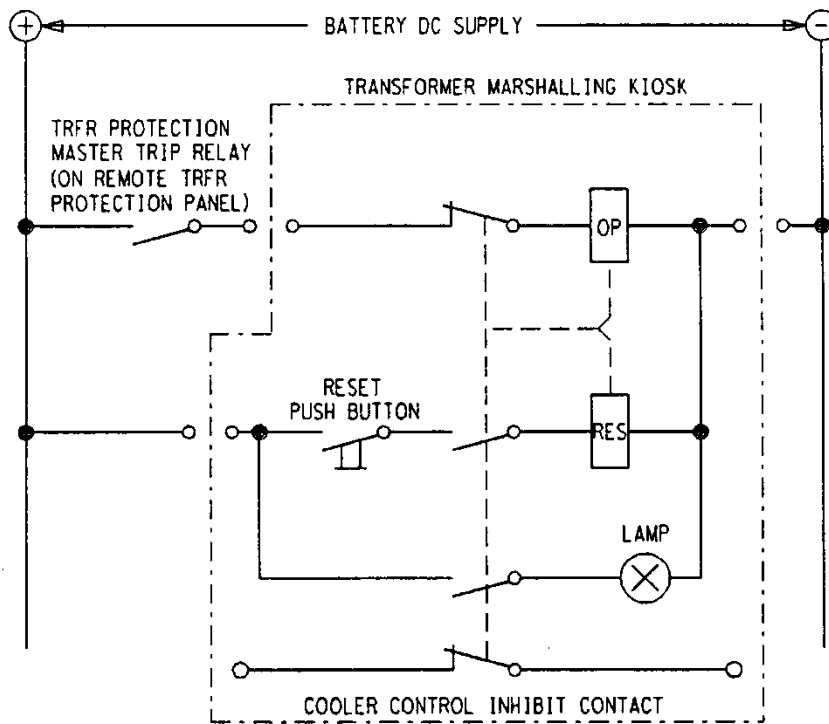 +
BATTERY DC SUPPLY
-
TRANSFORMER MARSHALLING KIOSK
TRFR PROTECTION
MASTER TRIP RELAY
(ON REMOTE TRFR
PROTECTION PANEL)
OP
RESET
PUSH BUTTON
RES
LAMP
COOLER CONTROL INHIBIT CONTACT